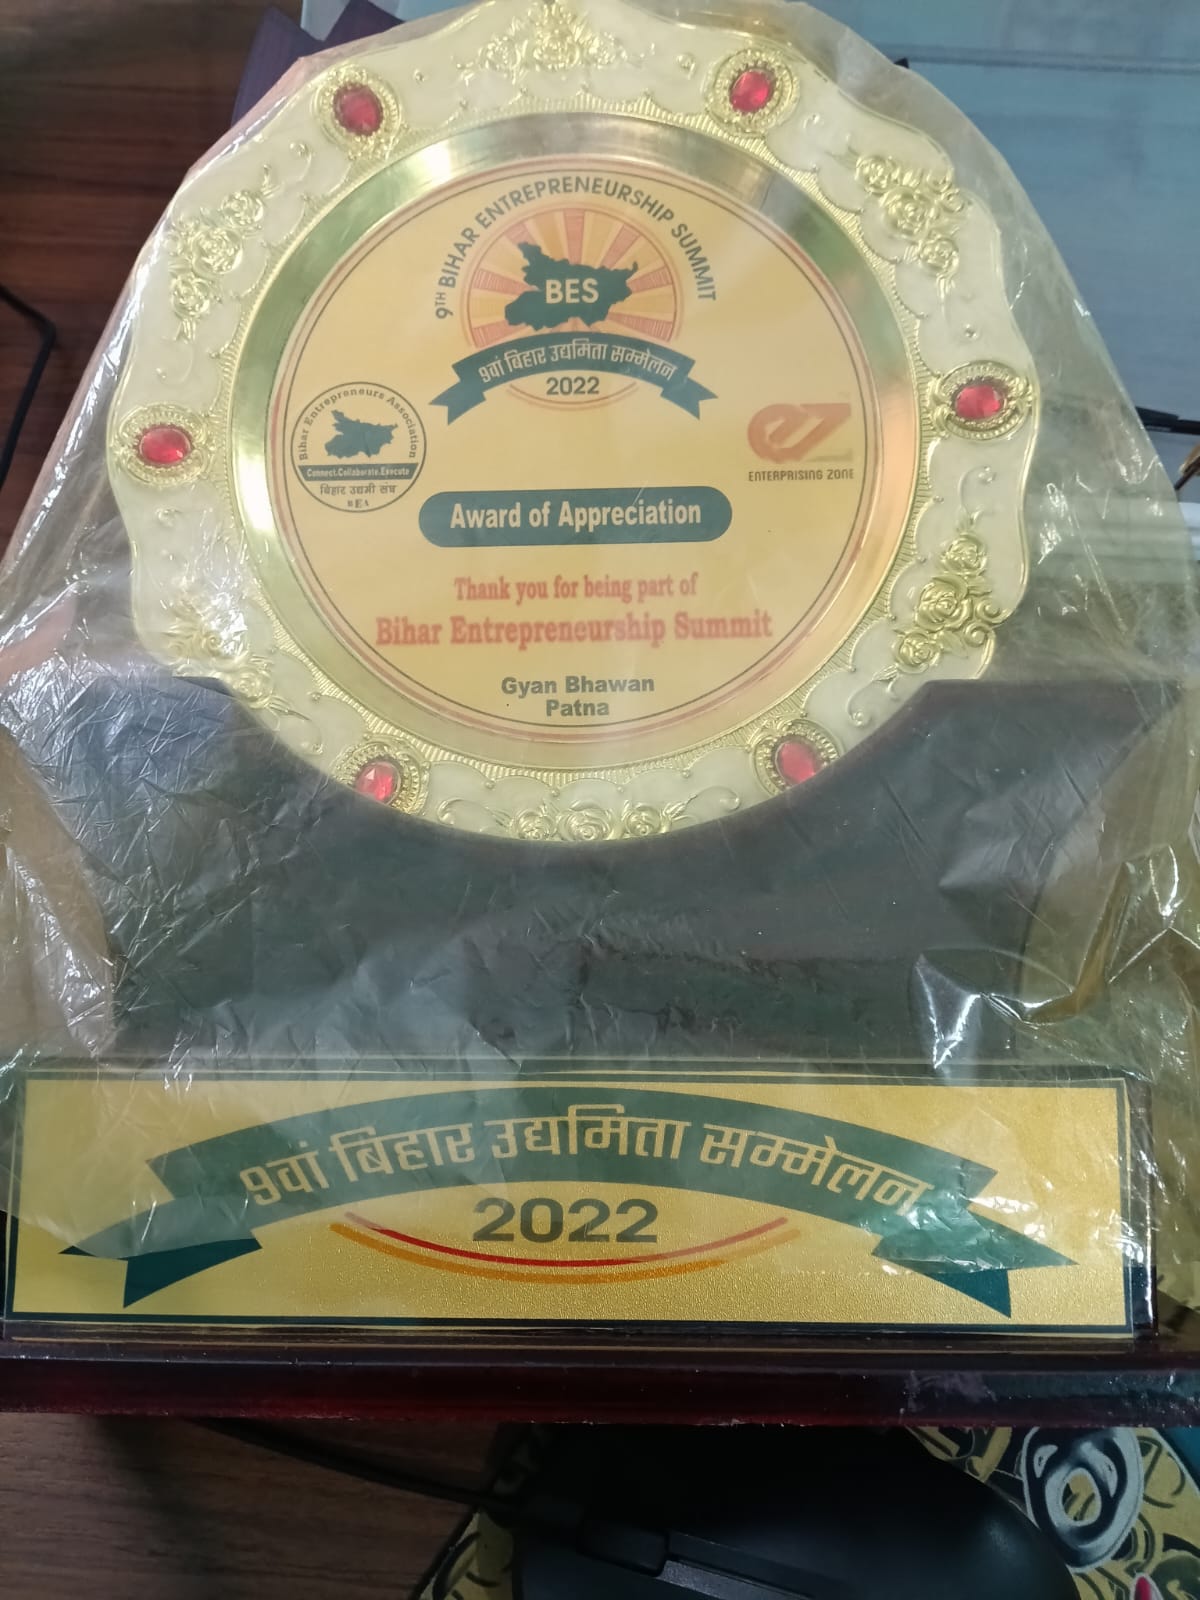 9TH BIHAR ENTREPRENEURSHIP SUMMIT
BES
9वां बिहार उद्यमिता सम्मेलन
2022
Bihar Entrepreneurs Association
Connect.Collaborate.Execute
बिहार उद्यमी संघ
BEA
EZ
ENTERPRISING ZONE
Award of Appreciation
Thank you for being part of
Bihar Entrepreneurship Summit
Gyan Bhawan
Patna
9वां बिहार उद्यमिता सम्मेलन
2022